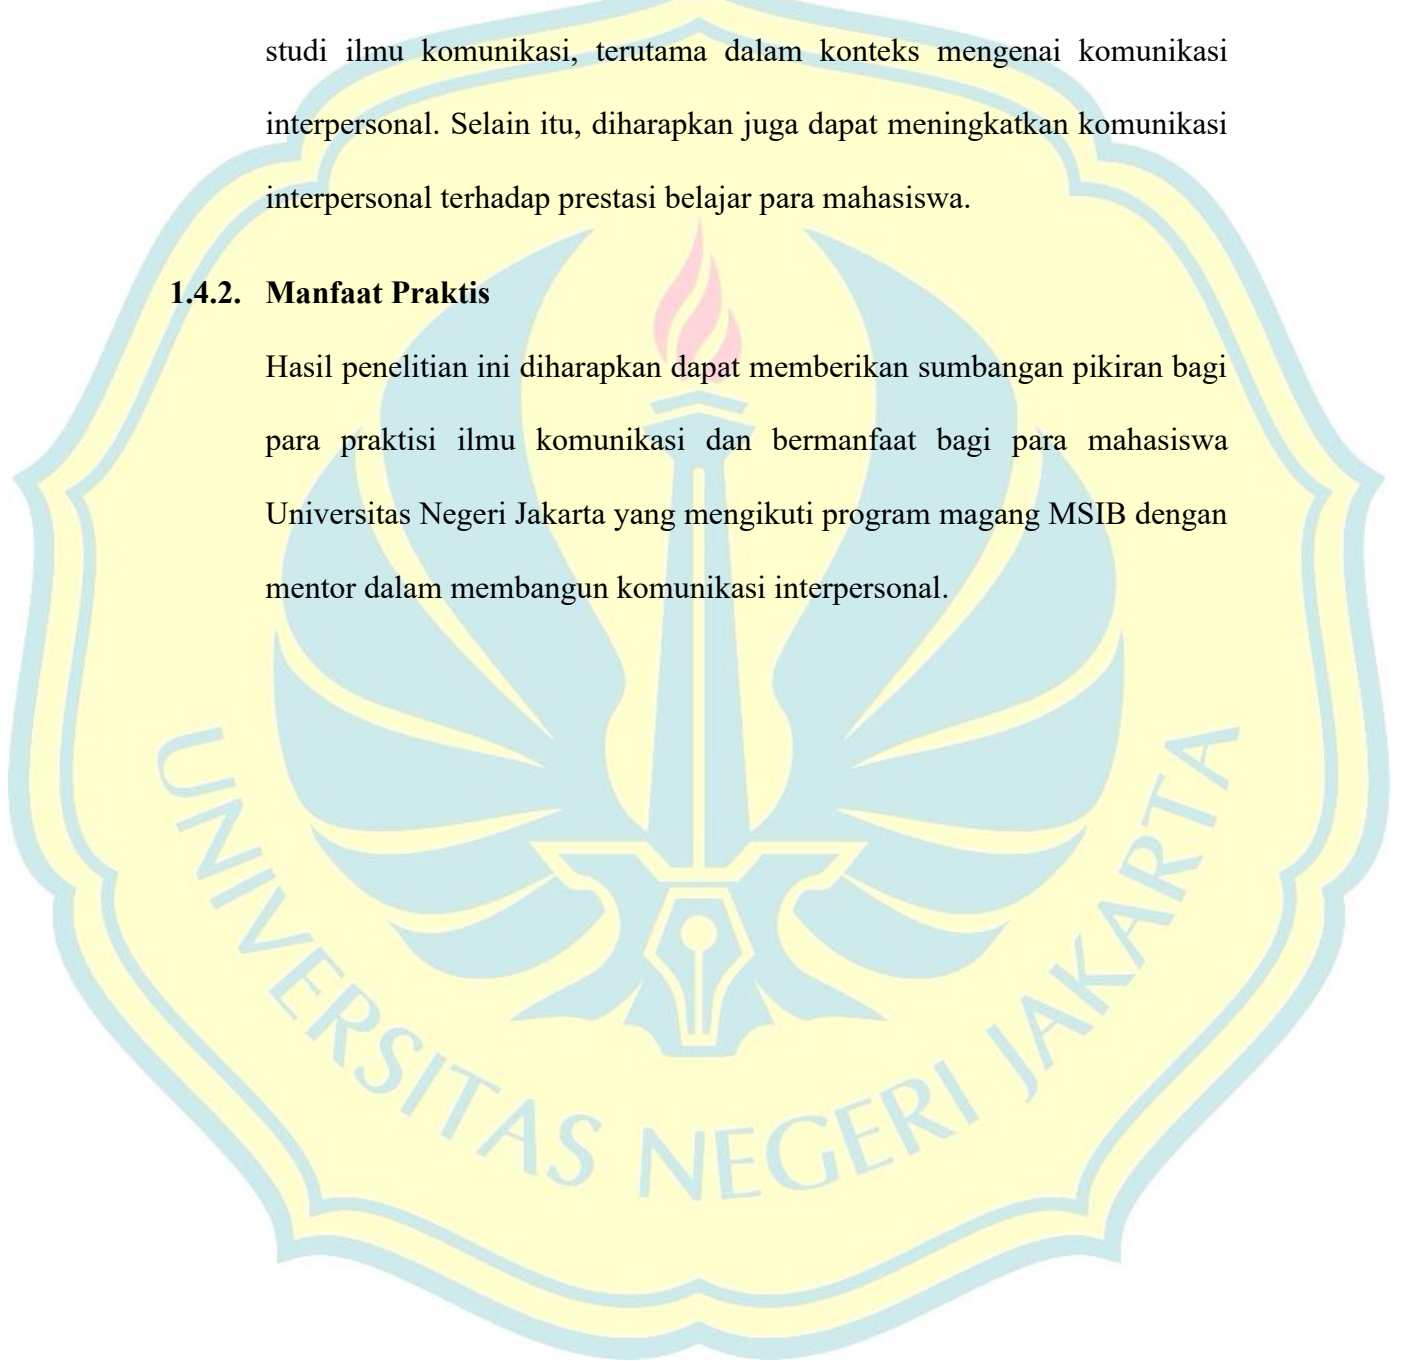 studi ilmu komunikasi, terutama dalam konteks mengenai komunikasi
interpersonal. Selain itu, diharapkan juga dapat meningkatkan komunikasi
interpersonal terhadap prestasi belajar para mahasiswa.
1.4.2. Manfaat Praktis
Hasil penelitian ini diharapkan dapat memberikan sumbangan pikiran bagi
para praktisi ilmu komunikasi dan bermanfaat bagi para mahasiswa
Universitas Negeri Jakarta yang mengikuti program magang MSIB dengan
mentor dalam membangun komunikasi interpersonal.
UNIVERSITAS NEGERI JAKARTA